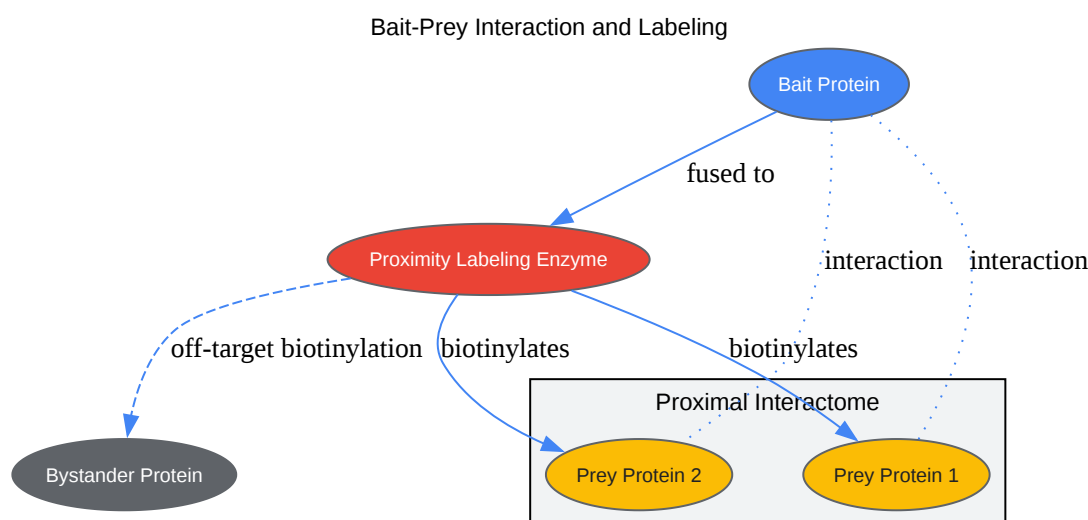 Bait-Prey Interaction and Labeling
Bait Protein
fused to
Proximity Labeling Enzyme
interaction
interaction
off-target biotinylation
biotinylates
biotinylates
Proximal Interactome
Bystander Protein
Prey Protein 2
Prey Protein 1